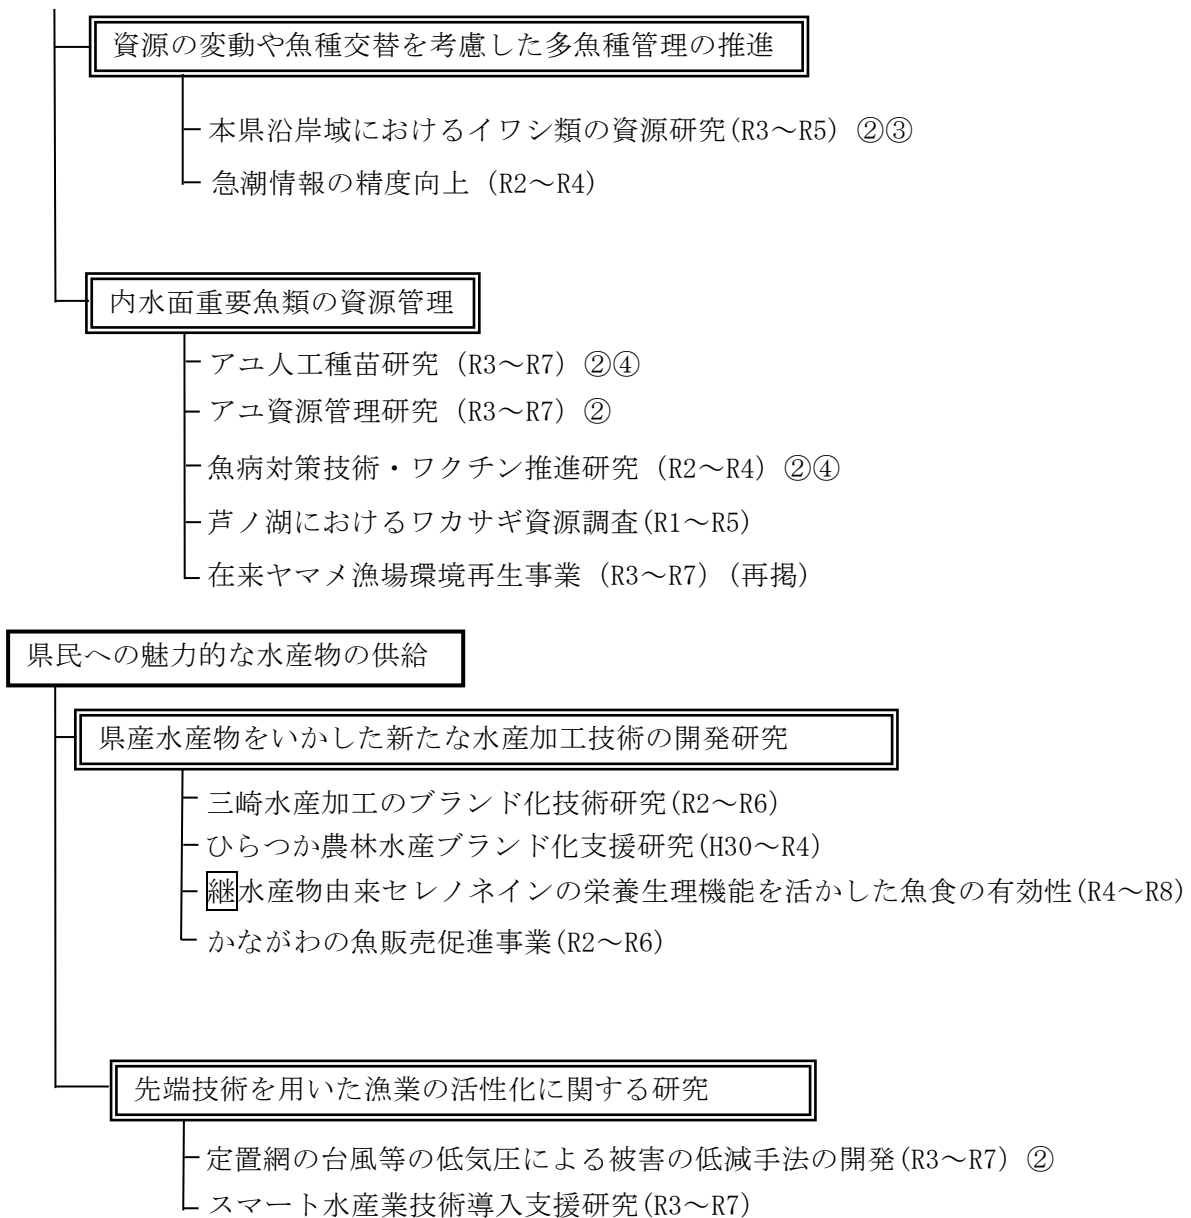 資源の変動や魚種交替を考慮した多魚種管理の推進
本県沿岸域におけるイワシ類の資源研究(R3～R5) ②③
急潮情報の精度向上 (R2～R4)
内水面重要魚類の資源管理
アユ人工種苗研究 (R3～R7) ②④
アユ資源管理研究 (R3～R7) ②
魚病対策技術・ワクチン推進研究 (R2～R4) ②④
芦ノ湖におけるワカサギ資源調査(R1～R5)
在来ヤマメ漁場環境再生事業 (R3～R7) (再掲)
県民への魅力的な水産物の供給
県産水産物をいかした新たな水産加工技術の開発研究
三崎水産加工のブランド化技術研究(R2～R6)
ひらつか農林水産ブランド化支援研究(H30～R4)
継水産物由来セレノネインの栄養生理機能を活かした魚食の有効性(R4～R8)
かながわの魚販売促進事業(R2～R6)
先端技術を用いた漁業の活性化に関する研究
定置網の台風等の低気圧による被害の低減手法の開発(R3～R7) ②
スマート水産業技術導入支援研究(R3～R7)